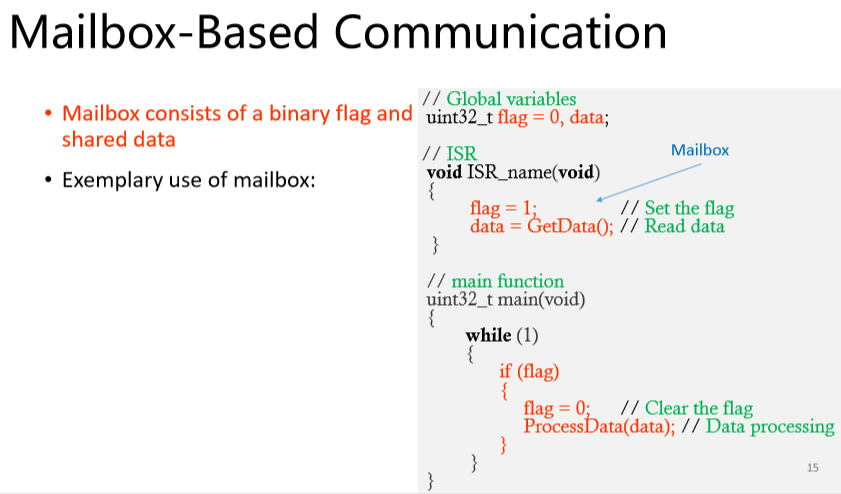 Mailbox-Based Communication
• Mailbox consists of a binary flag and
shared data
• Exemplary use of mailbox:
// Global variables
uint32_t flag = 0, data;
// ISR
Mailbox
void ISR_name(void)
{
flag = 1; // Set the flag
data = GetData(); // Read data
}
// main function
uint32_t main(void)
{
while (1)
{
if (flag)
{
flag = 0; // Clear the flag
ProcessData(data); // Data processing
}
}
}
15